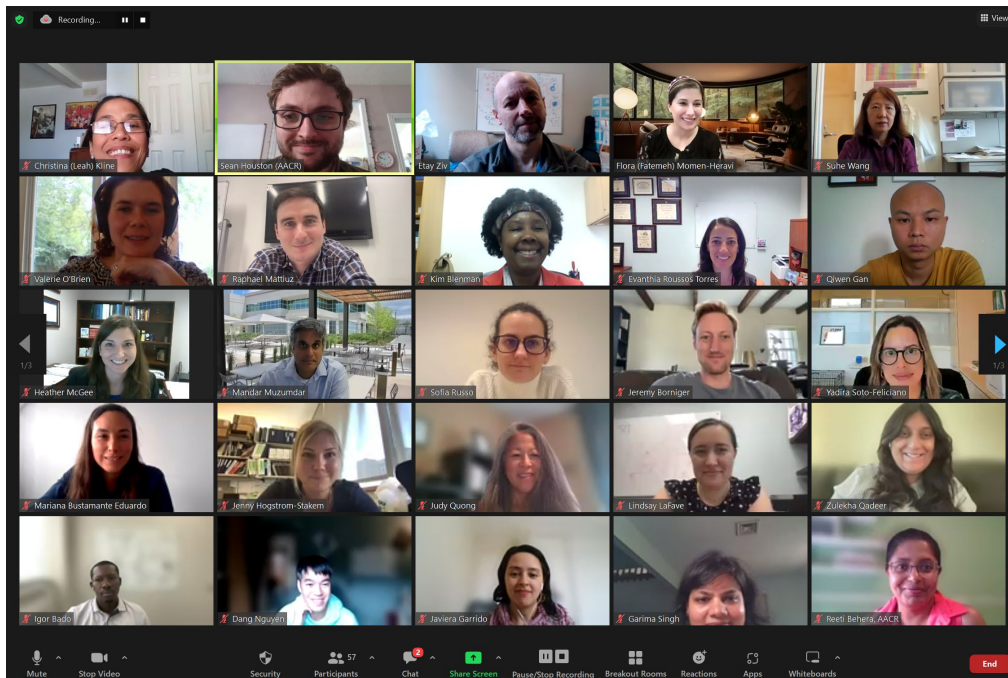 Recording...
View
Christina (Leah) Kline
Sean Houston (AACR)
Etay Ziv
Flora (Fatemeh) Momen-Heravi
Suhe Wang
Valerie O'Brien
Raphael Mattiuz
Kim Blenman
Evanthia Roussos Torres
Qiwen Gan
1/3
Heather McGee
Mandar Muzumdar
Sofia Russo
Jeremy Borniger
Yadira Soto-Feliciano
1/3
Mariana Bustamante Eduardo
Jenny Hogstrom-Stakem
Judy Quong
Lindsay LaFave
Zulekha Qadeer
Igor Bado
Dang Nguyen
Javiera Garrido
Garima Singh
Reeti Behera, AACR
57
2
Mute
Stop Video
Security
Participants
Chat
Share Screen
Pause/Stop Recording
Breakout Rooms
Reactions
Apps
Whiteboards
End